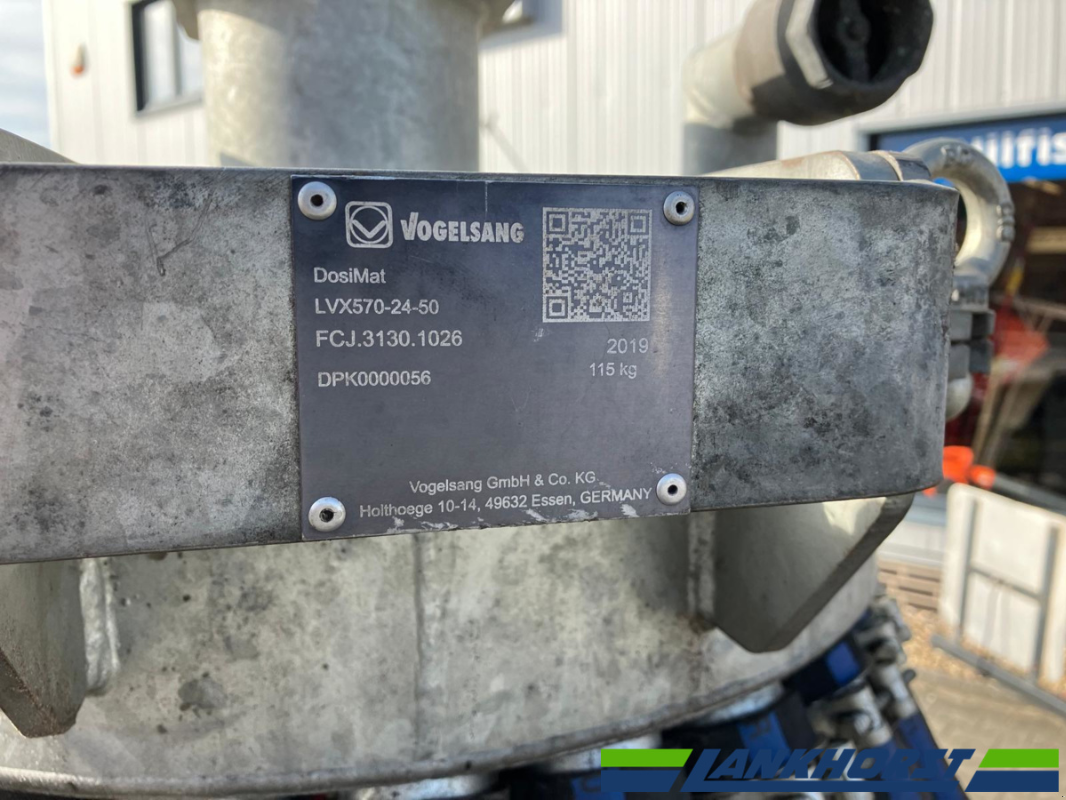 VOGELSANG
DosiMat
LVX570-24-50
FCJ.3130.1026
2019
DPK0000056
115 kg
Vogelsang GmbH & Co. KG
Holthoege 10-14, 49632 Essen, GERMANY
LANKHORST